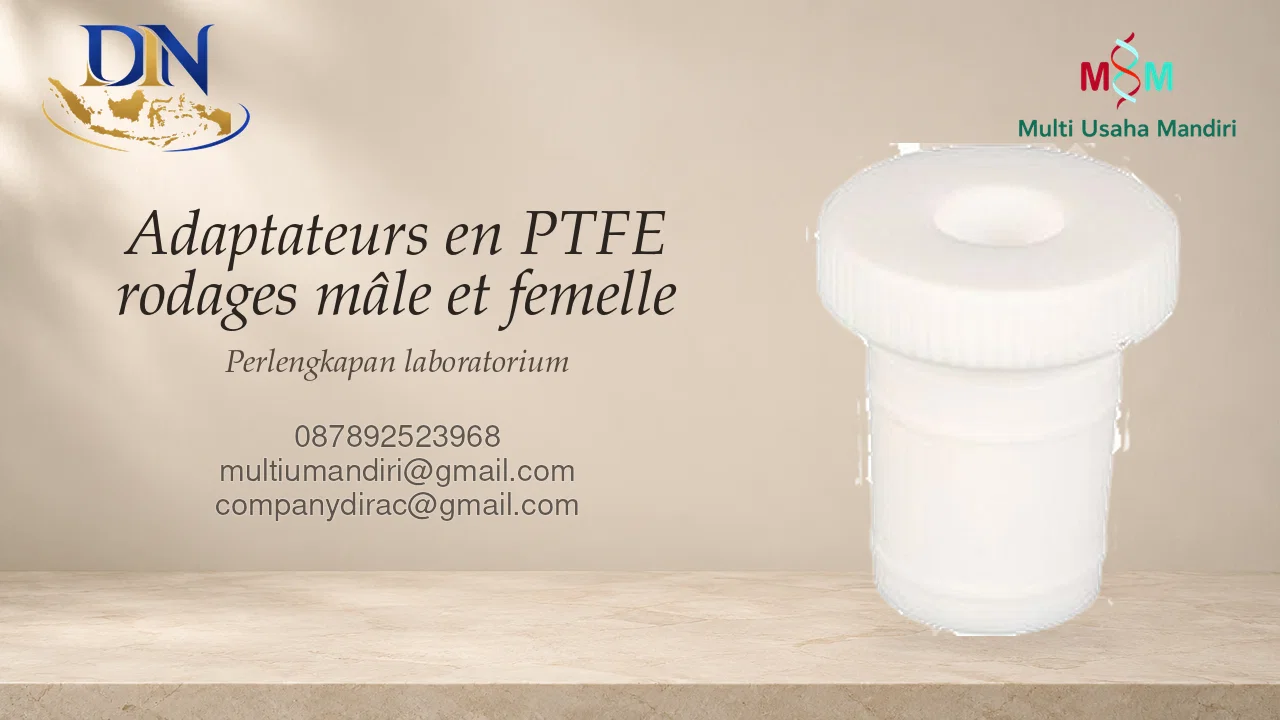 DIN
M M
Multi Usaha Mandiri
Adaptateurs en PTFE
rodages mâle et femelle
Perlengkapan laboratorium
087892523968
multiumandiri@gmail.com
companydirac@gmail.com